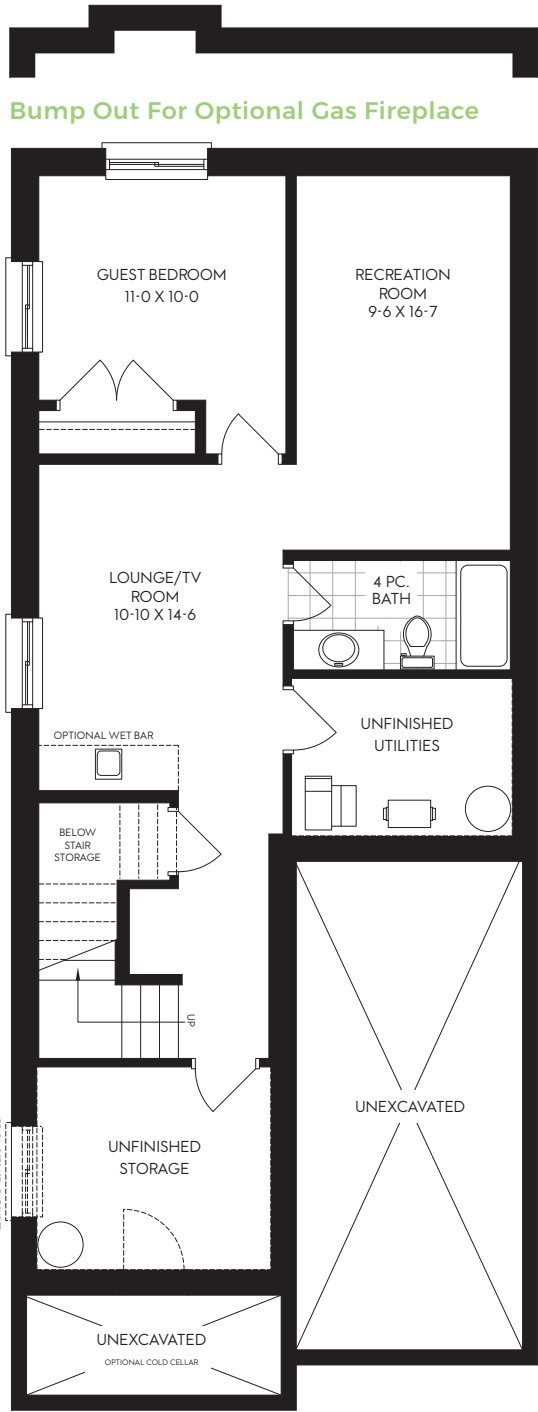 Bump Out For Optional Gas Fireplace
GUEST BEDROOM
11-0 X 10-0
RECREATION
ROOM
9-6 X 16-7
LOUNGE/TV
ROOM
10-10 X 14-6
4 PC.
BATH
OPTIONAL WET BAR
UNFINISHED
UTILITIES
BELOW
STAIR
STORAGE
UP
UNEXCAVATED
UNFINISHED
STORAGE
UNEXCAVATED
OPTIONAL COLD CELLAR